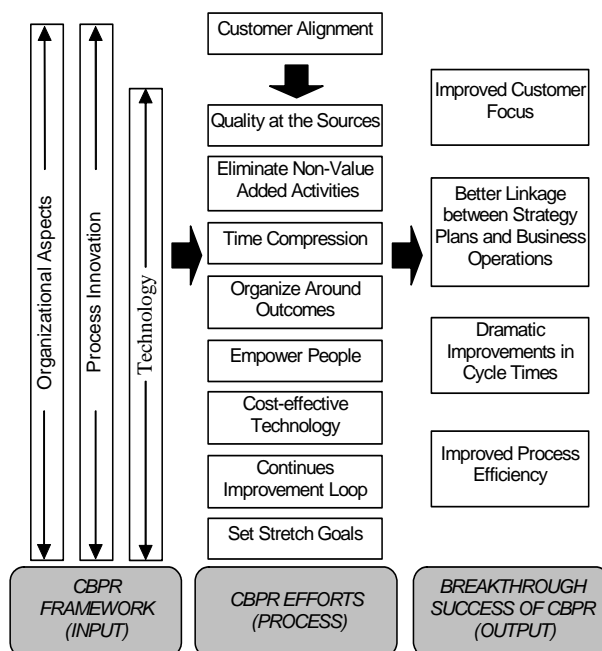 Organizational Aspects
Process Innovation
Technology
Customer Alignment
Quality at the Sources
Eliminate Non-Value
Added Activities
Time Compression
Organize Around
Outcomes
Empower People
Cost-effective
Technology
Continues
Improvement Loop
Set Stretch Goals
Improved Customer
Focus
Better Linkage
between Strategy
Plans and Business
Operations
Dramatic
Improvements in
Cycle Times
Improved Process
Efficiency
CBPR
FRAMEWORK
(INPUT)
CBPR EFFORTS
(PROCESS)
BREAKTHROUGH
SUCCESS OF CBPR
(OUTPUT)